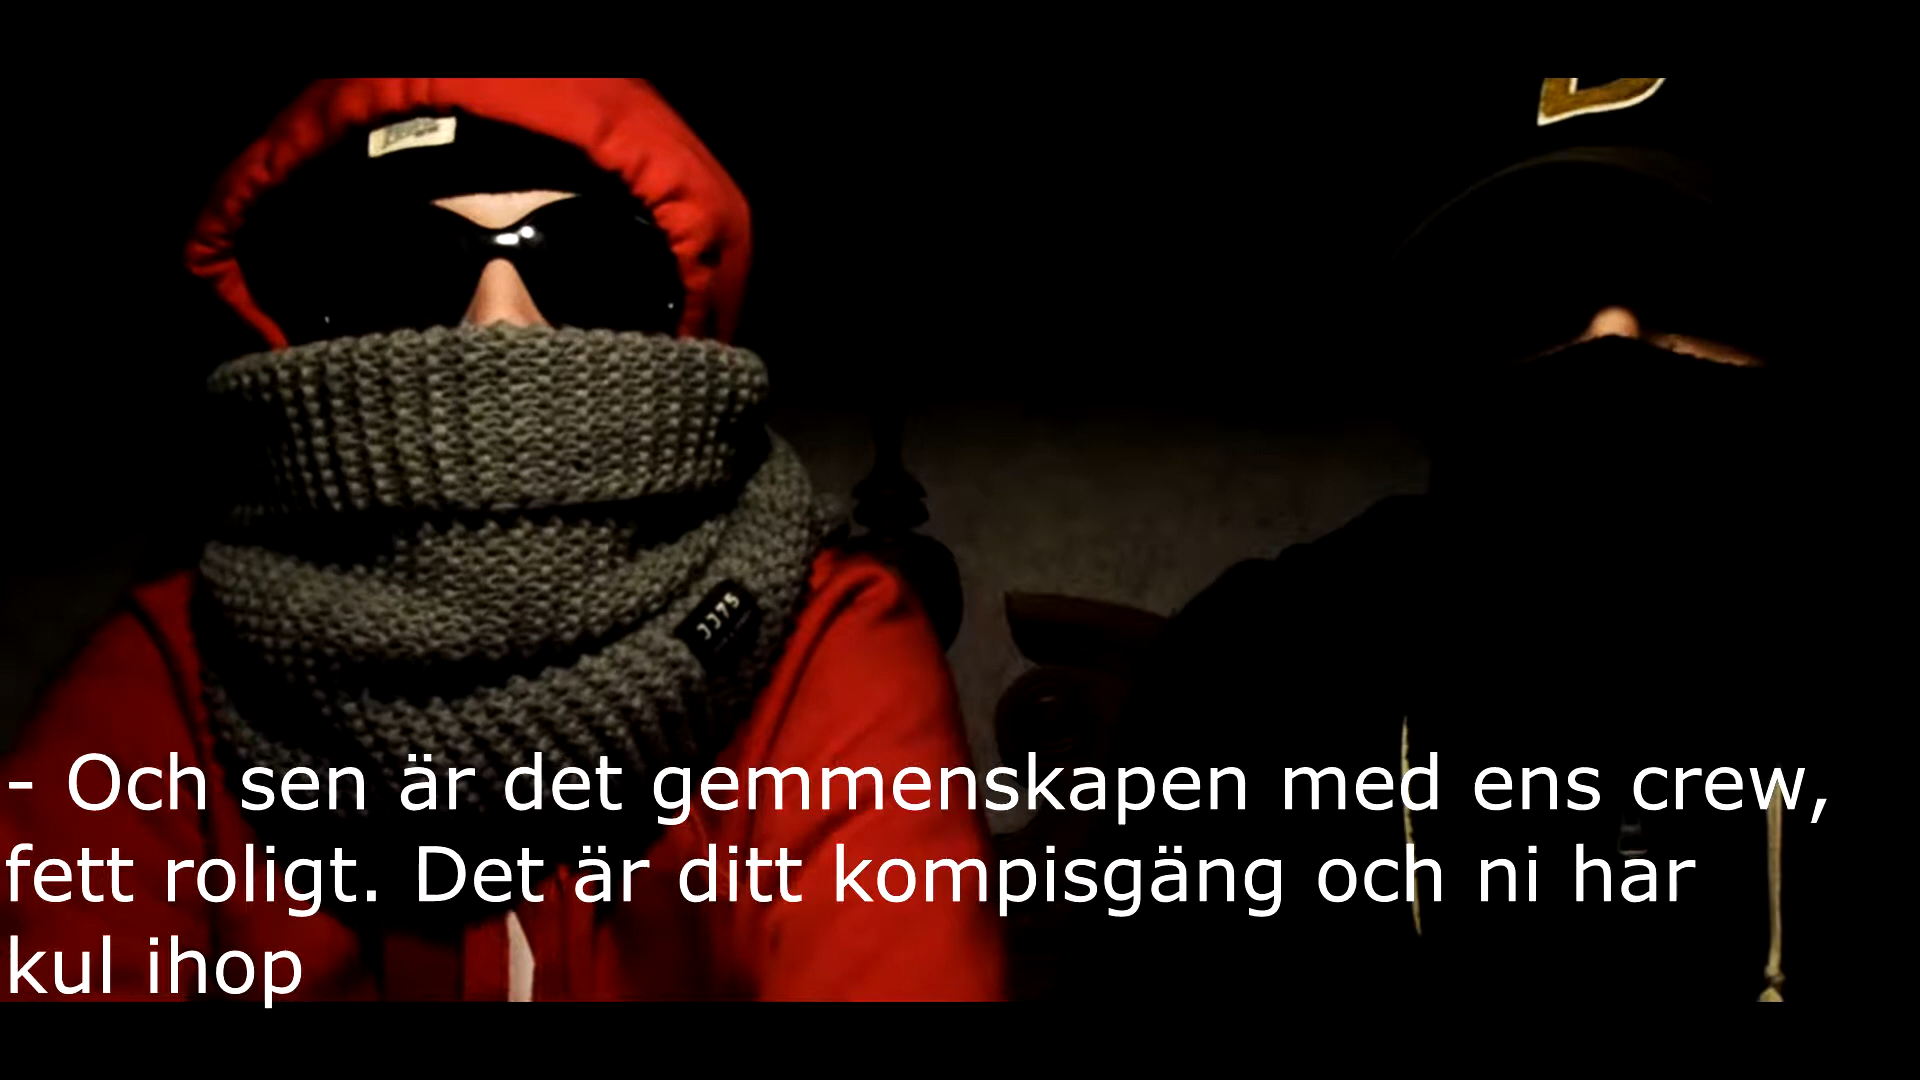 JJ75
- Och sen är det gemmenskapen med ens crew,
fett roligt. Det är ditt kompisgäng och ni har
kul ihop